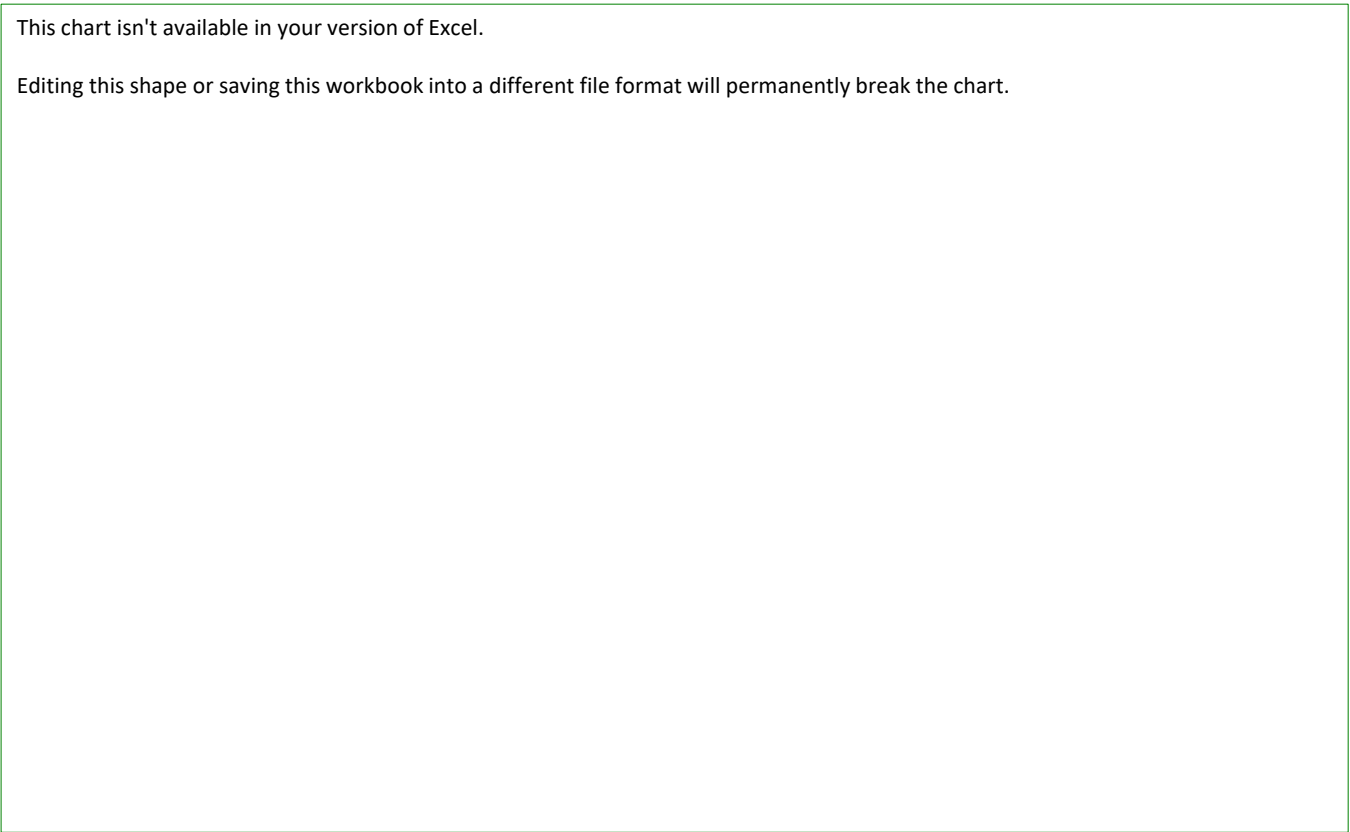 This chart isn't available in your version of Excel.
Editing this shape or saving this workbook into a different file format will permanently break the chart.